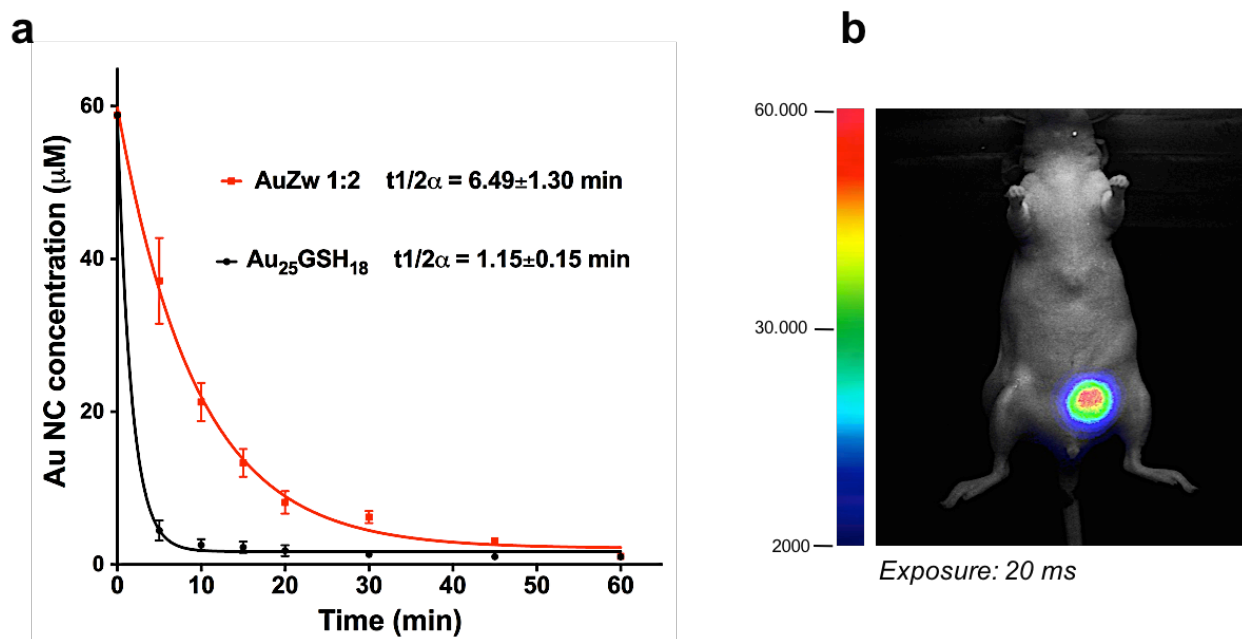 a
60
40
20
0
Au NC concentration (μM)
AuZw 1:2 t1/2α = 6.49±1.30 min
Au₂₅GSH₁₈ t1/2α = 1.15±0.15 min
0 10 20 30 40 50 60
Time (min)
b
60.000
30.000
2000
Exposure: 20 ms